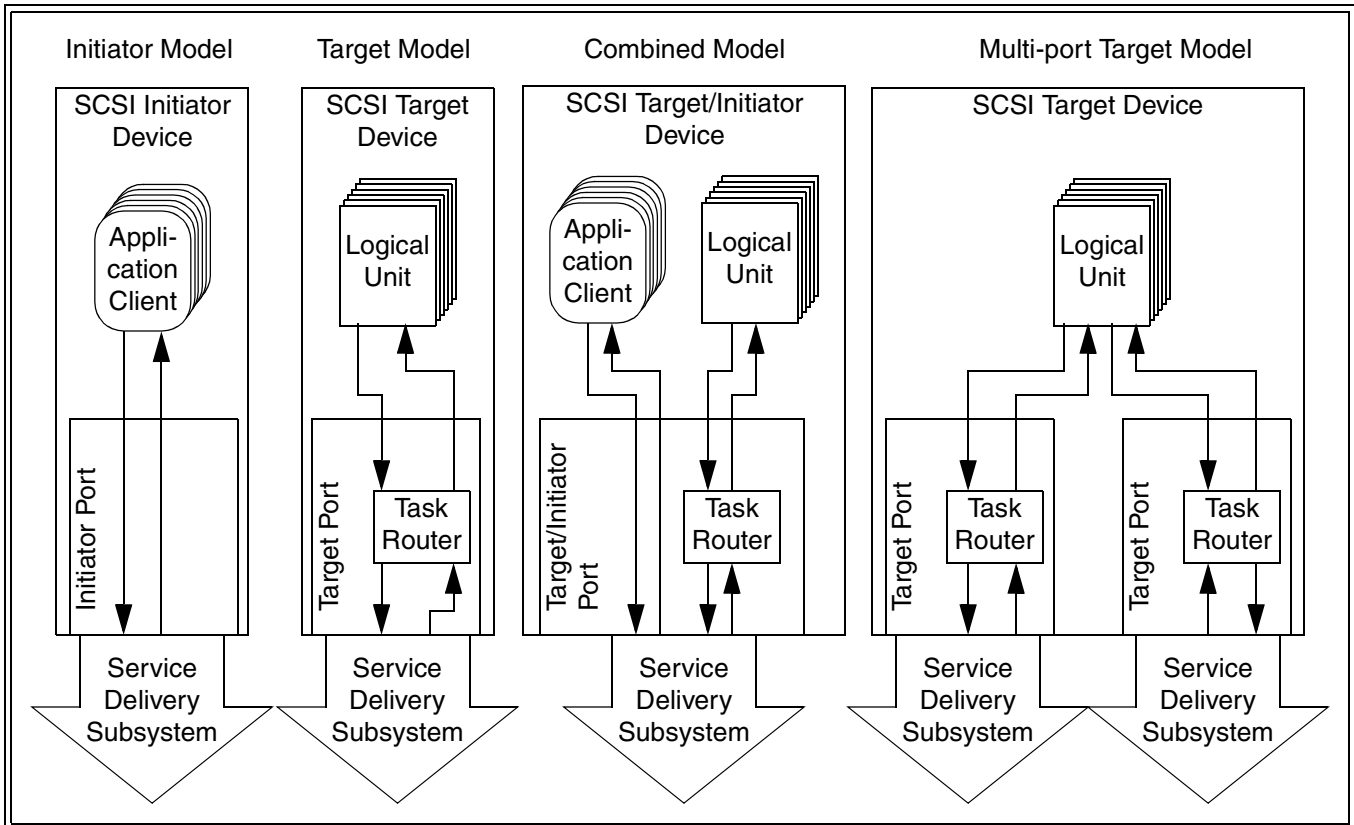 Initiator Model
Target Model
Combined Model
Multi-port Target Model
SCSI Initiator
Device
SCSI Target
Device
SCSI Target/Initiator
Device
SCSI Target Device
Appli-
cation
Client
Logical
Unit
Appli-
cation
Client
Logical
Unit
Logical
Unit
Initiator Port
Target Port
Task
Router
Target/Initiator
Port
Task
Router
Target Port
Task
Router
Target Port
Task
Router
Service
Delivery
Subsystem
Service
Delivery
Subsystem
Service
Delivery
Subsystem
Service
Delivery
Subsystem
Service
Delivery
Subsystem